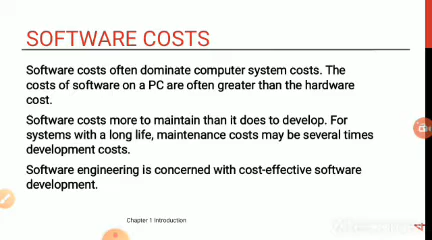 SOFTWARE COSTS
Software costs often dominate computer system costs. The
costs of software on a PC are often greater than the hardware
cost.
Software costs more to maintain than it does to develop. For
systems with a long life, maintenance costs may be several times
development costs.
Software engineering is concerned with cost-effective software
development.
Chapter 1 Introduction
4